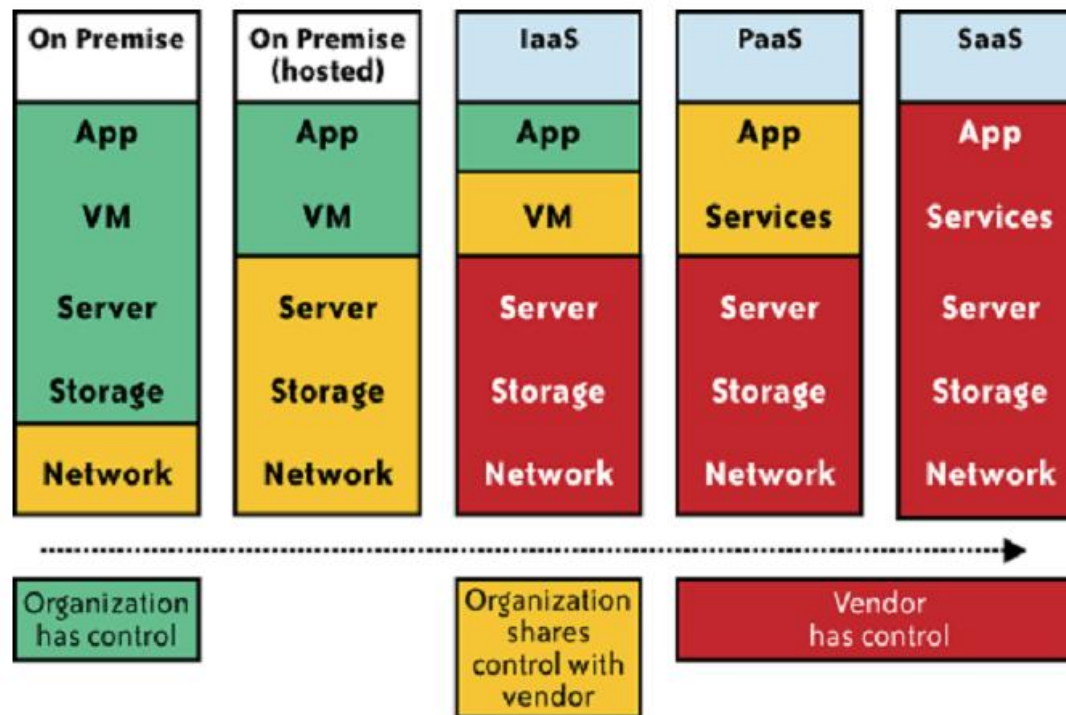 On Premise
App
VM
Server
Storage
Network
On Premise
(hosted)
App
VM
Server
Storage
Network
IaaS
App
VM
Server
Storage
Network
PaaS
App
Services
Server
Storage
Network
SaaS
App
Services
Server
Storage
Network
Organization
has control
Organization
shares
control with
vendor
Vendor
has control